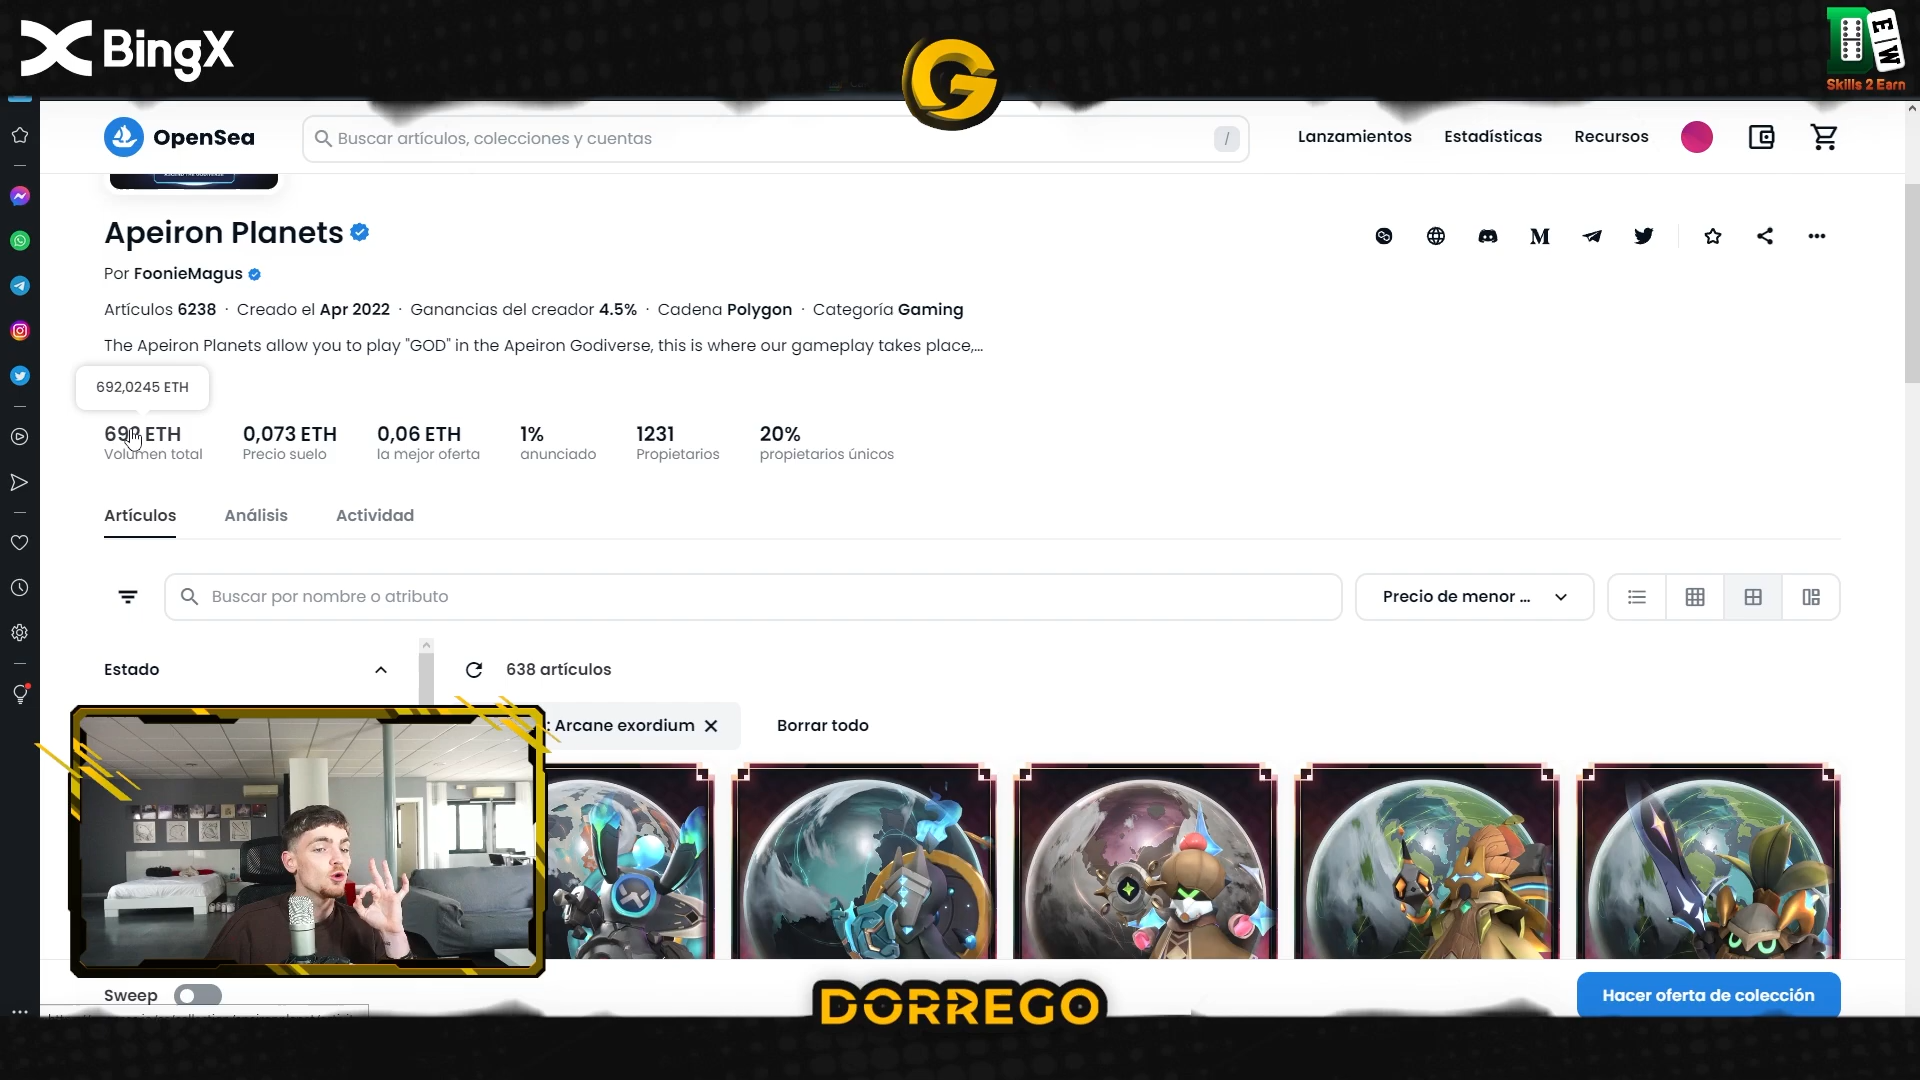 BingX
G
E/W
Skills 2 Earn
OpenSea
Buscar artículos, colecciones y cuentas
/
Lanzamientos
Estadísticas
Recursos
Apeiron Planets
Por FoonieMagus
Artículos 6238 · Creado el Apr 2022 · Ganancias del creador 4.5% · Cadena Polygon · Categoría Gaming
The Apeiron Planets allow you to play "GOD" in the Apeiron Godiverse, this is where our gameplay takes place,...
692,0245 ETH
692 ETH
Volumen total
0,073 ETH
Precio suelo
0,06 ETH
la mejor oferta
1%
anunciado
1231
Propietarios
20%
propietarios únicos
Artículos
Análisis
Actividad
Buscar por nombre o atributo
Precio de menor ...
Estado
638 artículos
: Arcane exordium
Borrar todo
Sweep
DORREGO
Hacer oferta de colección